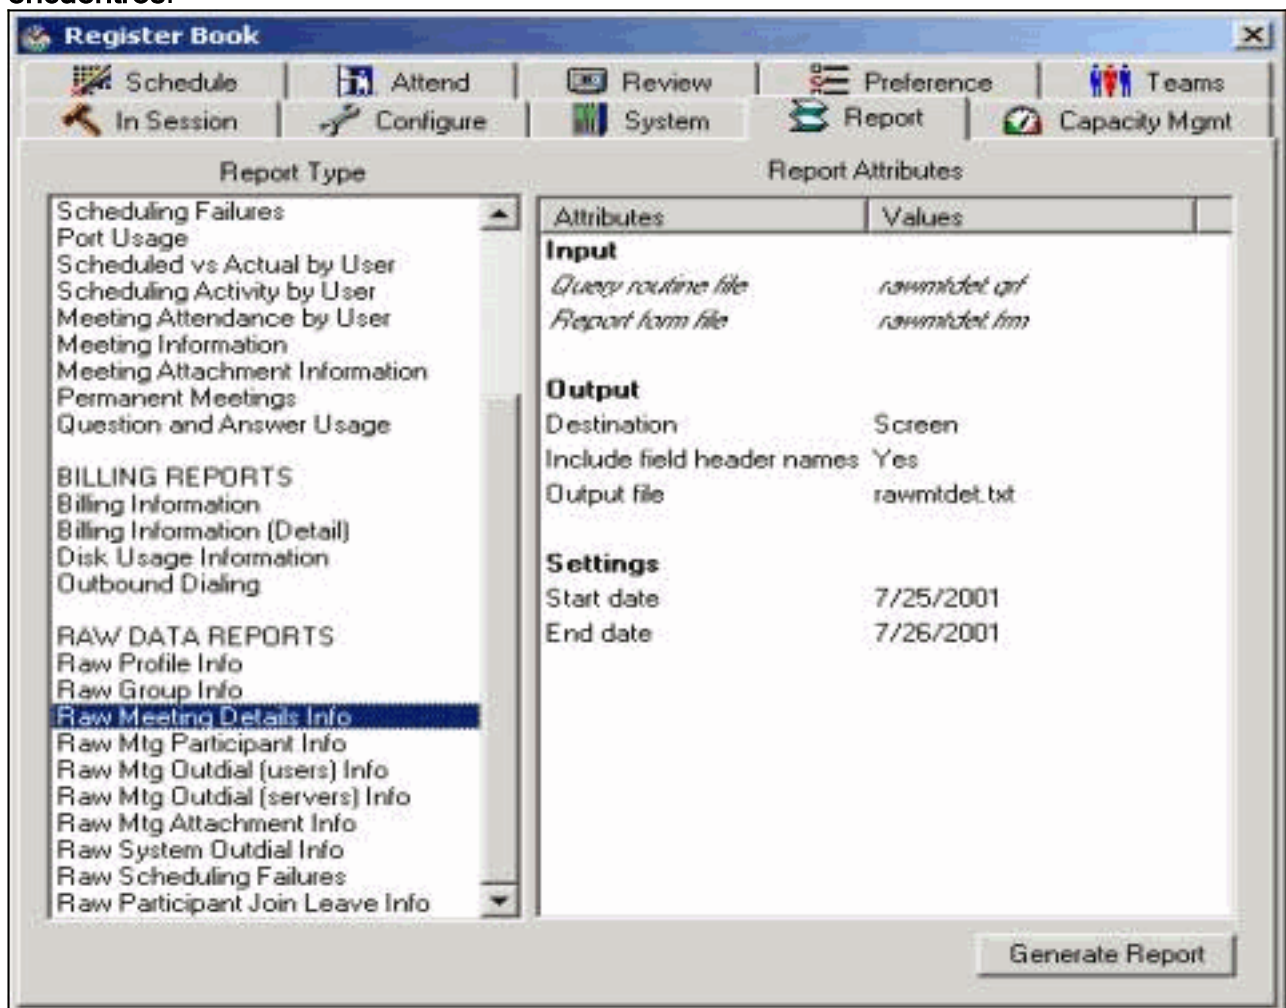 encuentros.
Register Book
Schedule Attend Review Preference Teams
In Session Configure System Report Capacity Mgmt
Report Type
Scheduling Failures
Port Usage
Scheduled vs Actual by User
Scheduling Activity by User
Meeting Attendance by User
Meeting Information
Meeting Attachment Information
Permanent Meetings
Question and Answer Usage
BILLING REPORTS
Billing Information
Billing Information (Detail)
Disk Usage Information
Outbound Dialing
RAW DATA REPORTS
Raw Profile Info
Raw Group Info
Raw Meeting Details Info
Raw Mtg Participant Info
Raw Mtg Outdial (users) Info
Raw Mtg Outdial (servers) Info
Raw Mtg Attachment Info
Raw System Outdial Info
Raw Scheduling Failures
Raw Participant Join Leave Info
Report Attributes
Attributes Values
Input
Query routine file rawmtdet.qrf
Report form file rawmtdet.frm
Output
Destination Screen
Include field header names Yes
Output file rawmtdet.txt
Settings
Start date 7/25/2001
End date 7/26/2001
Generate Report